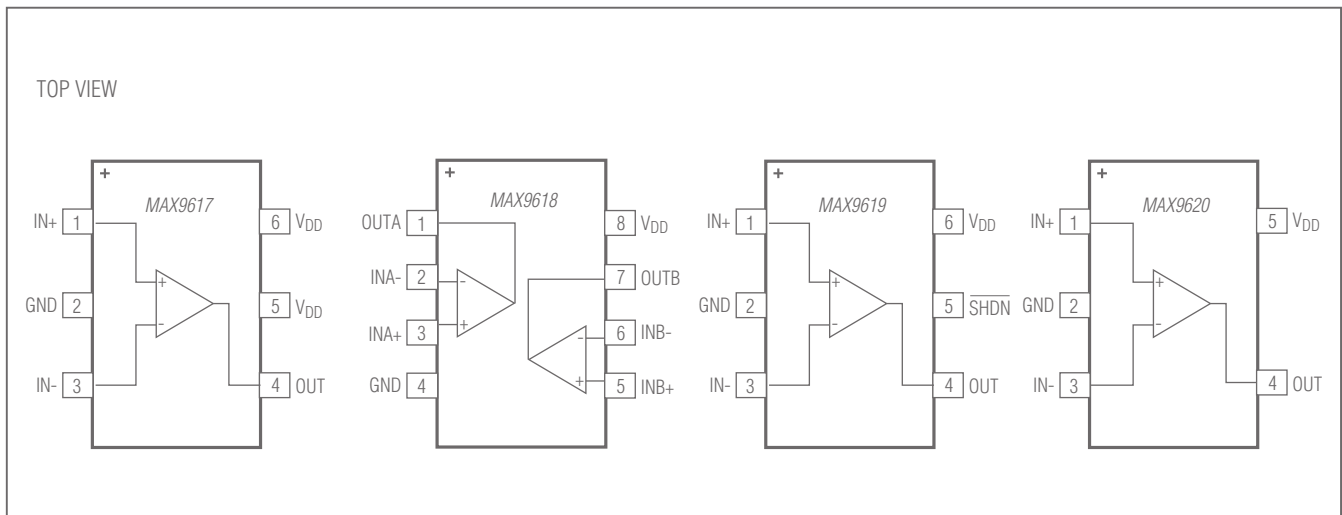 TOP VIEW
+
MAX9617
IN+ 1
GND 2
IN- 3
6 VDD
5 VDD
4 OUT
+
-
+
MAX9618
OUTA 1
INA- 2
INA+ 3
GND 4
8 VDD
7 OUTB
6 INB-
5 INB+
-
+
-
+
+
MAX9619
IN+ 1
GND 2
IN- 3
6 VDD
5 SHDN
4 OUT
+
-
+
MAX9620
IN+ 1
GND 2
IN- 3
5 VDD
4 OUT
+
-